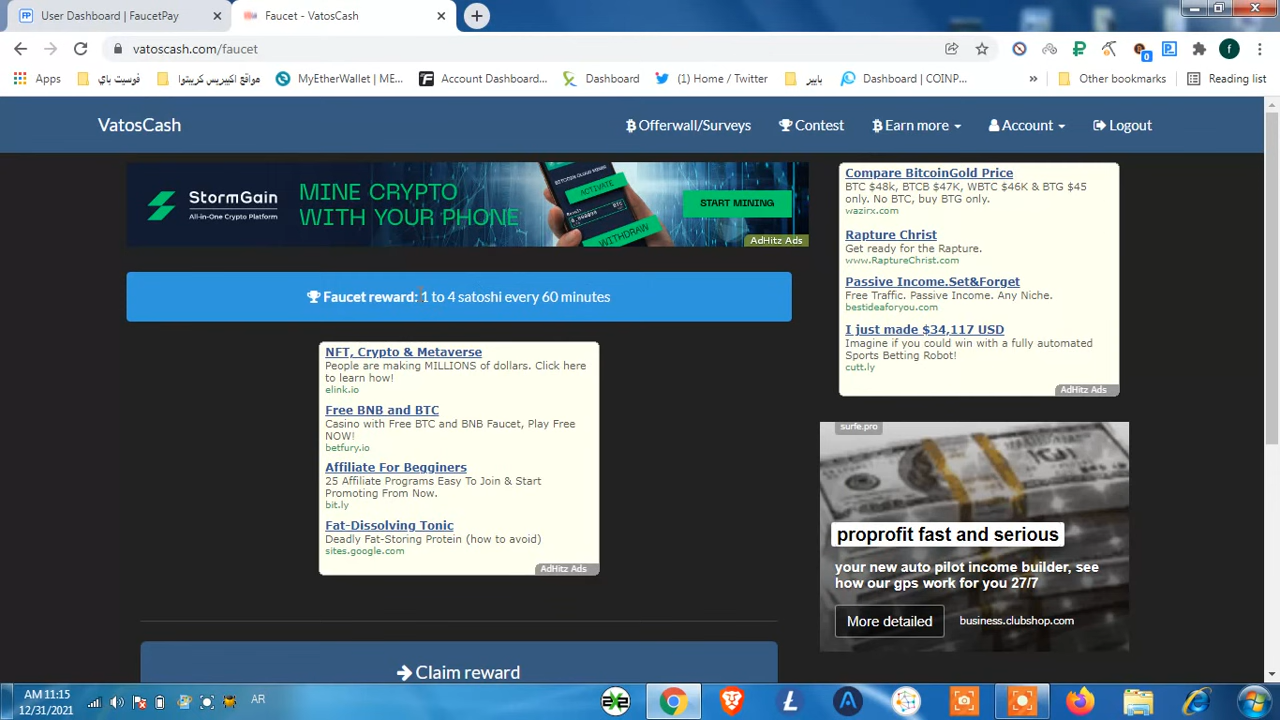 User Dashboard | FaucetPay
Faucet - VatosCash
vatoscash.com/faucet
Apps
فوسيت باي
مواقع اكيبريس كريبتوا
MyEtherWallet | ME...
Account Dashboard...
Dashboard
(1) Home / Twitter
بايير
Dashboard | COINP...
Other bookmarks
Reading list
VatosCash
Offerwall/Surveys
Contest
Earn more
Account
Logout
StormGain
All-in-One Crypto Platform
MINE CRYPTO
WITH YOUR PHONE
ACTIVATE
WITHDRAW
START MINING
AdHitz Ads
Faucet reward: 1 to 4 satoshi every 60 minutes
NFT, Crypto & Metaverse
People are making MILLIONS of dollars. Click here
to learn how!
elink.io
Free BNB and BTC
Casino with Free BTC and BNB Faucet, Play Free
NOW!
betfury.io
Affiliate For Begginers
25 Affiliate Programs Easy To Join & Start
Promoting From Now.
bit.ly
Fat-Dissolving Tonic
Deadly Fat-Storing Protein (how to avoid)
sites.google.com
AdHitz Ads
Claim reward
Compare BitcoinGold Price
BTC $48k, BTCB $47K, WBTC $46K & BTG $45
only. No BTC, buy BTG only.
wazirx.com
Rapture Christ
Get ready for the Rapture.
www.RaptureChrist.com
Passive Income.Set&Forget
Free Traffic. Passive Income. Any Niche.
bestideaforyou.com
I just made $34,117 USD
Imagine if you could win with a fully automated
Sports Betting Robot!
cutt.ly
AdHitz Ads
surfe.pro
proprofit fast and serious
your new auto pilot income builder, see
how our gps work for you 27/7
More detailed
business.clubshop.com
AM 11:15
12/31/2021
AR